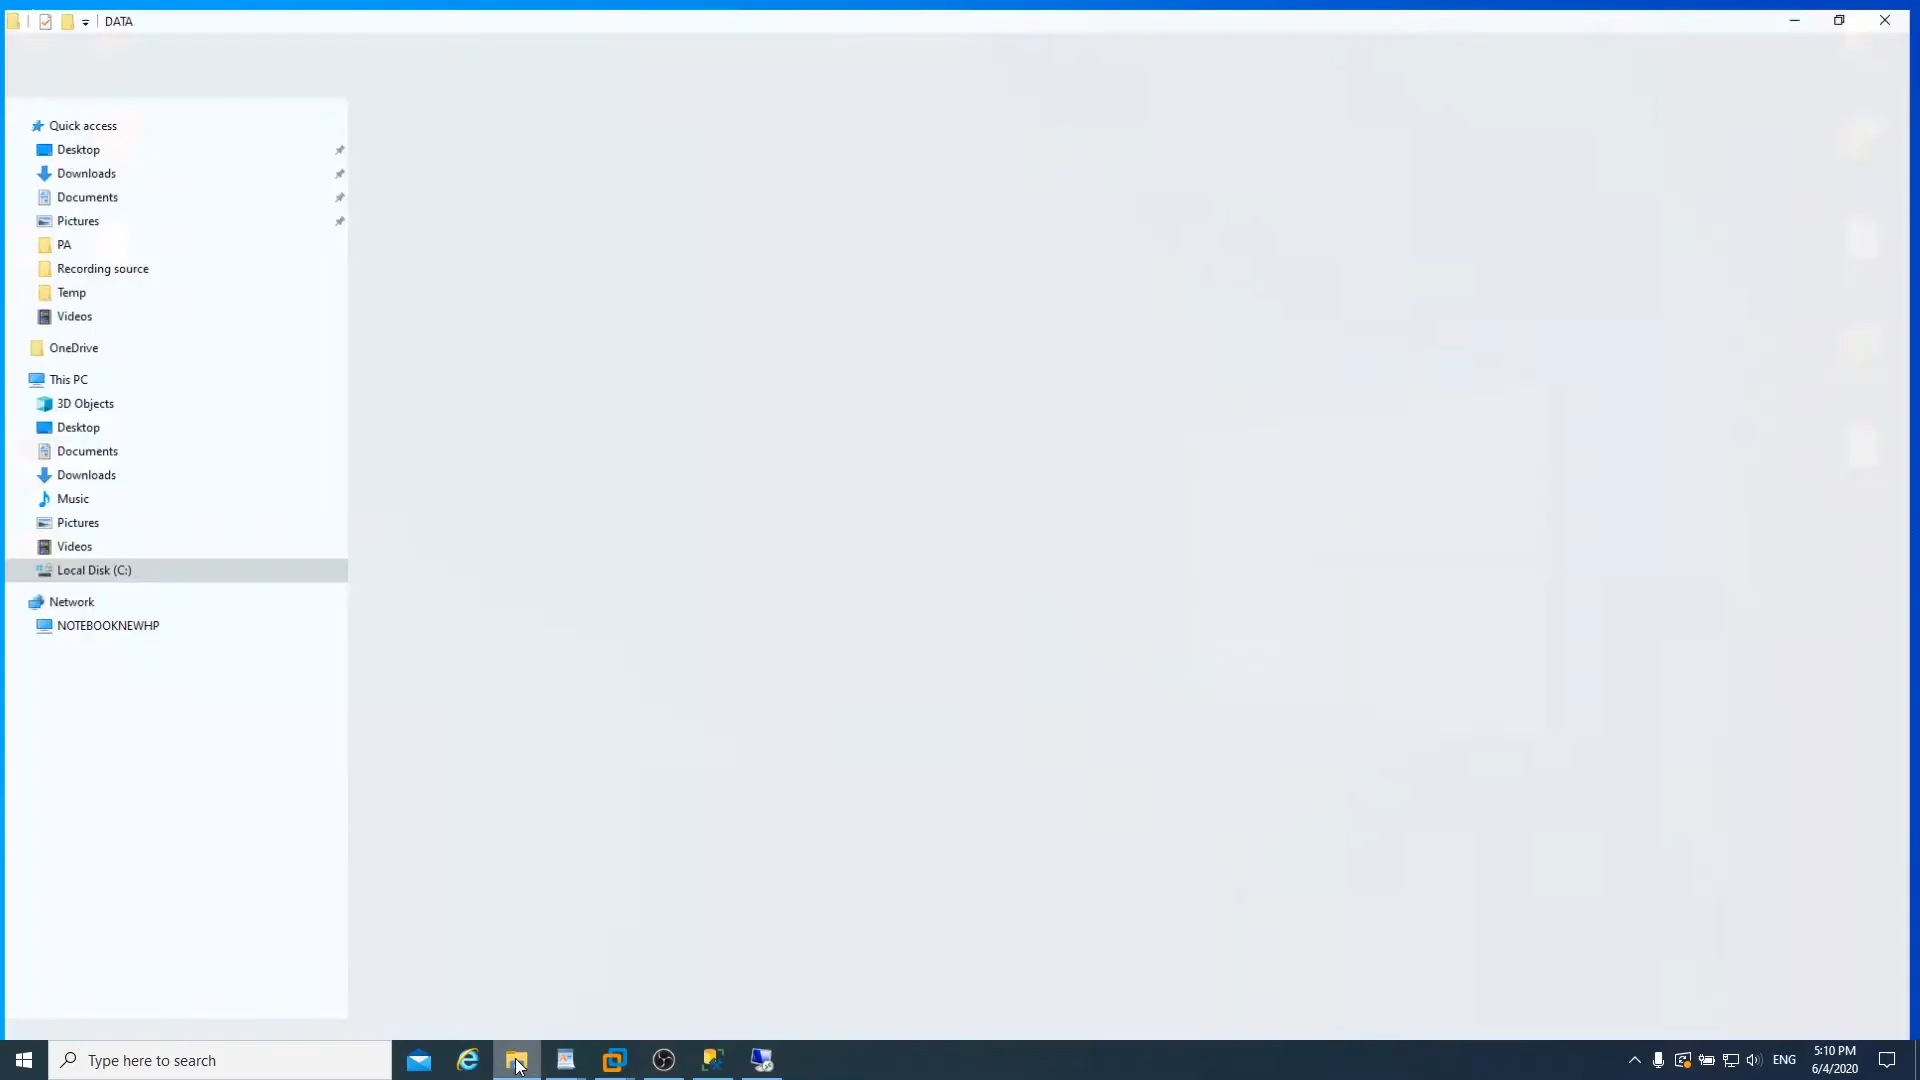 DATA
Quick access
Desktop
Downloads
Documents
Pictures
PA
Recording source
Temp
Videos
OneDrive
This PC
3D Objects
Desktop
Documents
Downloads
Music
Pictures
Videos
Local Disk (C:)
Network
NOTEBOOKNEWHP
Type here to search
ENG
5:10 PM
6/4/2020